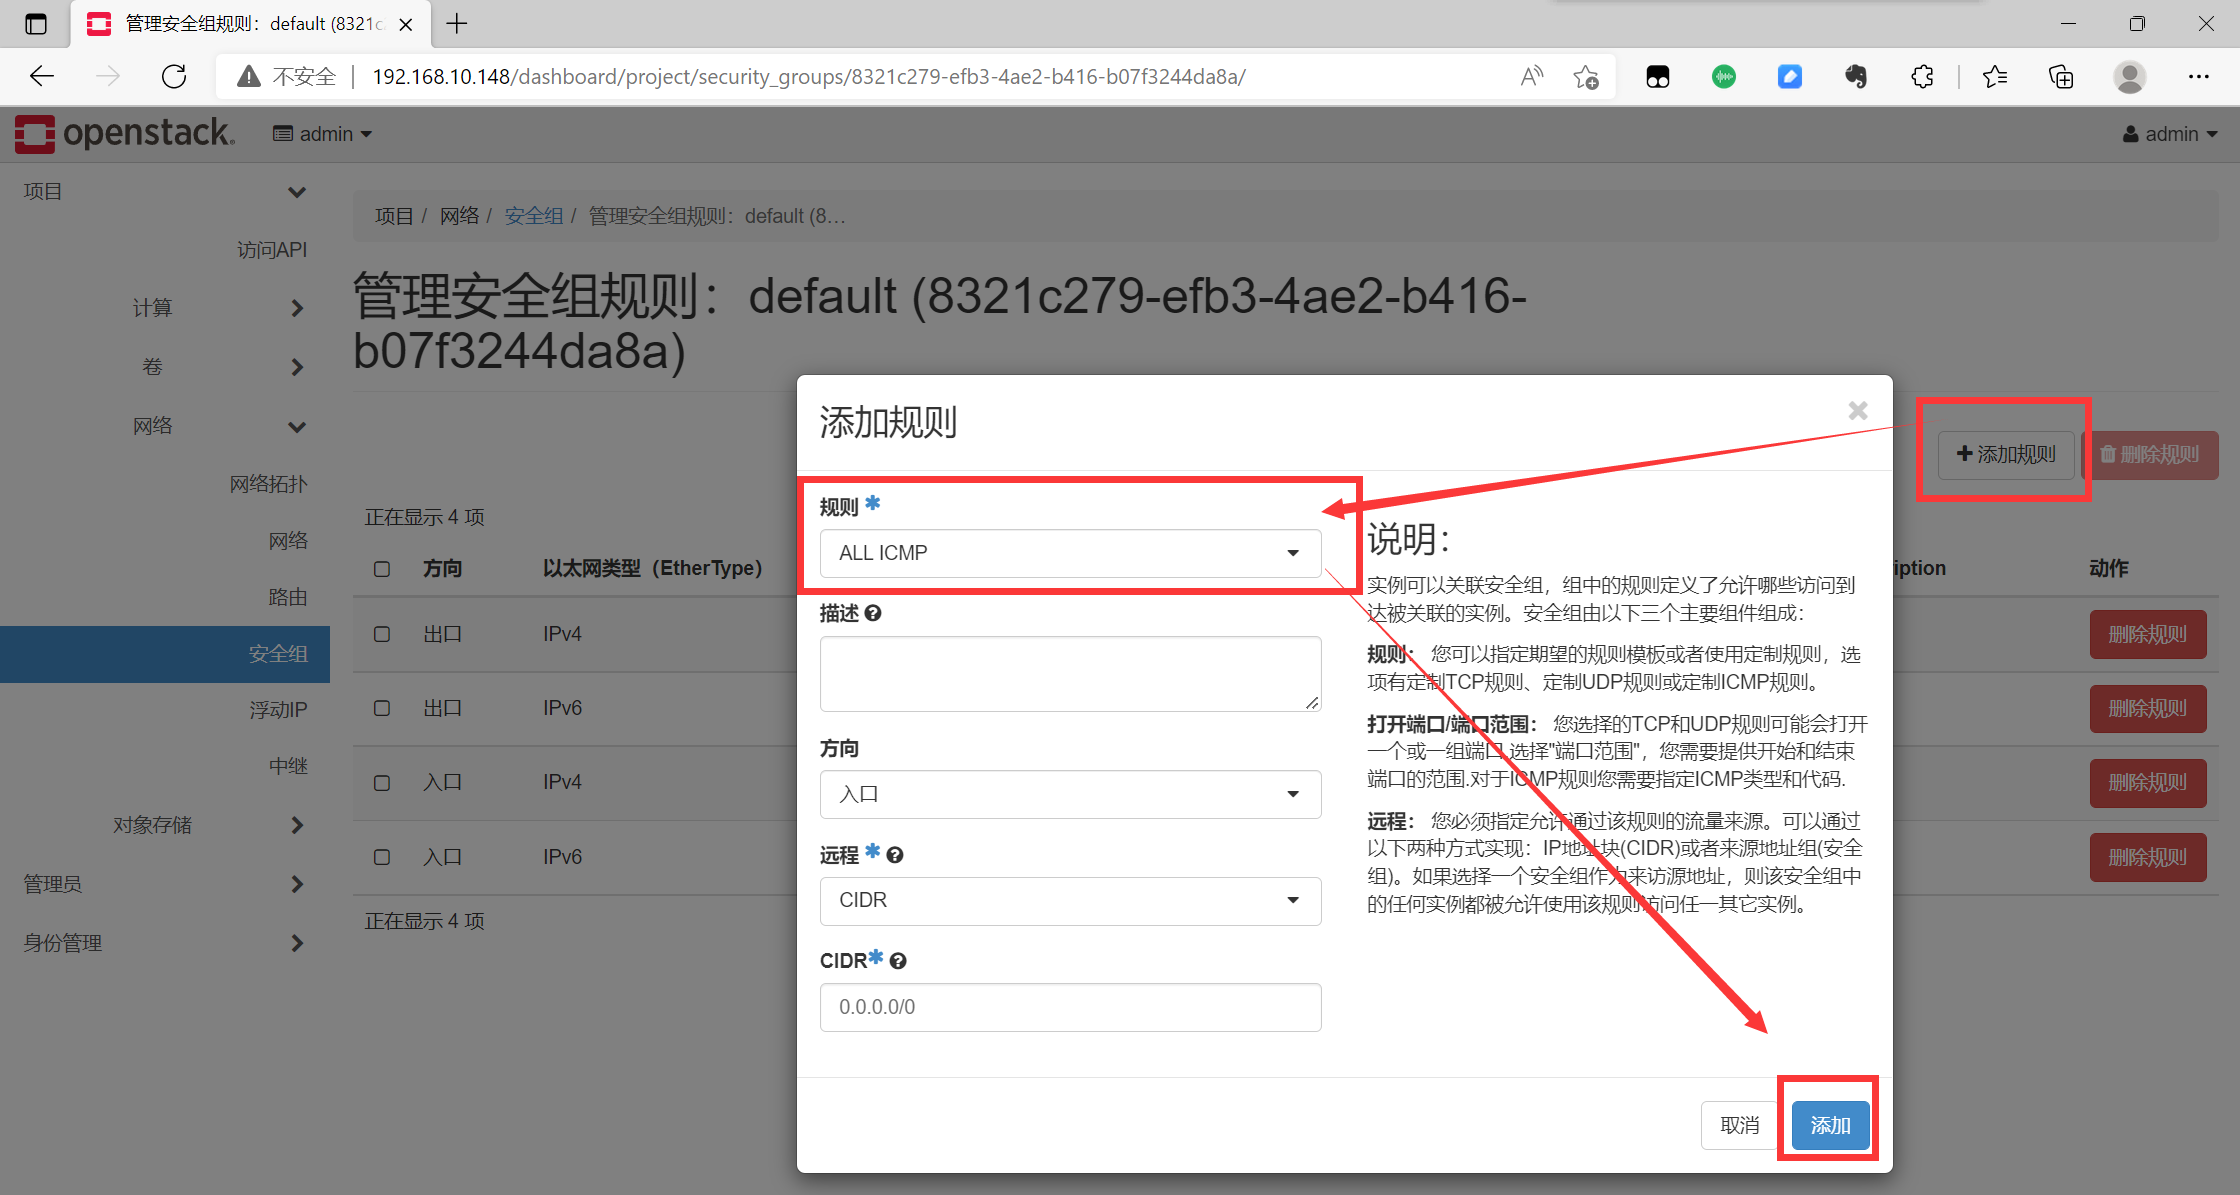 管理安全组规则：default (8321c
不安全
192.168.10.148/dashboard/project/security_groups/8321c279-efb3-4ae2-b416-b07f3244da8a/
openstack.
admin
admin
项目
访问API
计算
卷
网络
网络拓扑
网络
路由
安全组
浮动IP
中继
对象存储
管理员
身份管理
项目 / 网络 / 安全组 / 管理安全组规则：default (8...
管理安全组规则：default (8321c279-efb3-4ae2-b416-
b07f3244da8a)
添加规则
删除规则
正在显示 4 项
方向 以太网类型（EtherType） iption 动作
出口 IPv4 删除规则
出口 IPv6 删除规则
入口 IPv4 删除规则
入口 IPv6 删除规则
正在显示 4 项
添加规则
规则 *
ALL ICMP
描述
方向
入口
远程 *
CIDR
CIDR*
0.0.0.0/0
说明：
实例可以关联安全组，组中的规则定义了允许哪些访问到
达被关联的实例。安全组由以下三个主要组件组成：
规则： 您可以指定期望的规则模板或者使用定制规则，选
项有定制TCP规则、定制UDP规则或定制ICMP规则。
打开端口/端口范围： 您选择的TCP和UDP规则可能会打开
一个或一组端口.选择"端口范围"，您需要提供开始和结束
端口的范围.对于ICMP规则您需要指定ICMP类型和代码.
远程： 您必须指定允许通过该规则的流量来源。可以通过
以下两种方式实现：IP地址块(CIDR)或者来源地址组(安全
组)。如果选择一个安全组作为来访源地址，则该安全组中
的任何实例都被允许使用该规则访问任一其它实例。
取消
添加